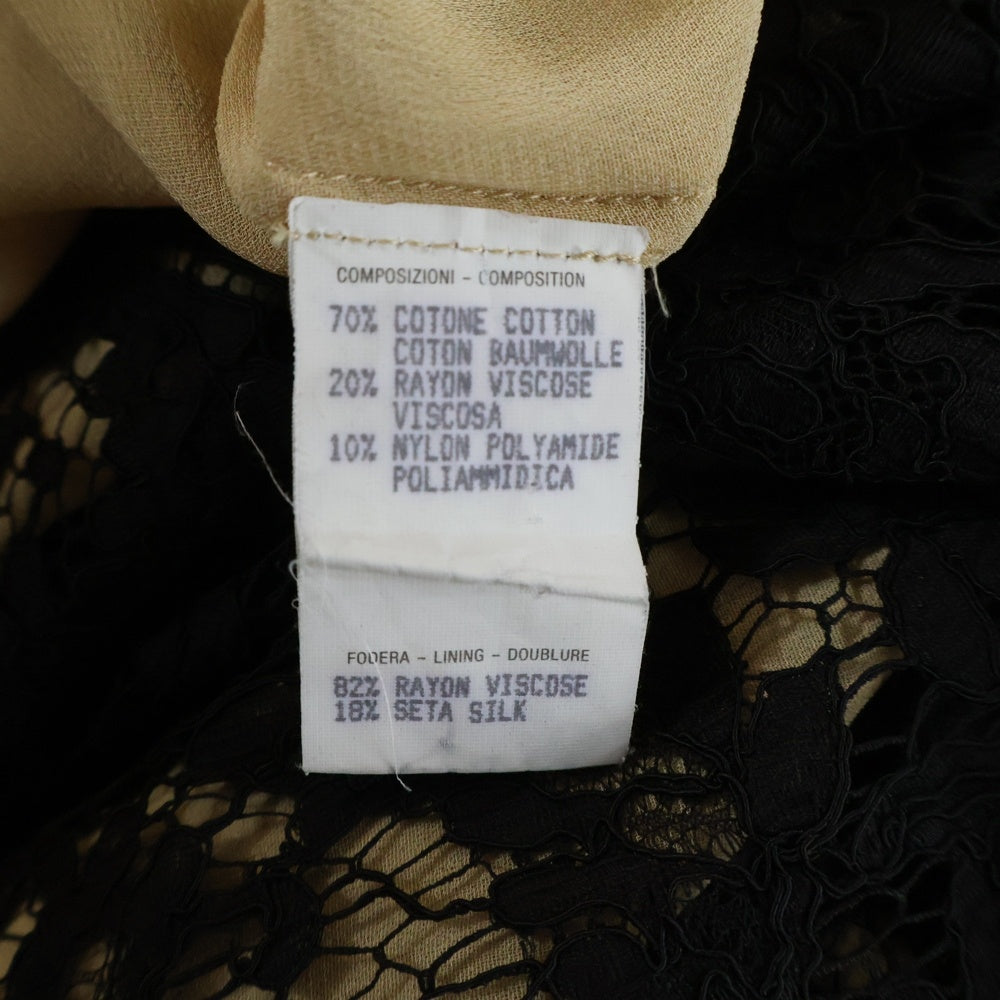 COMPOSIZIONI - COMPOSITION
70% COTONE COTTON
COTON BAUMWOLLE
20% RAYON VISCOSE
VISCOSA
10% NYLON POLYAMIDE
POLIAMMIDICA
FODERA - LINING - DOUBLURE
82% RAYON VISCOSE
18% SETA SILK